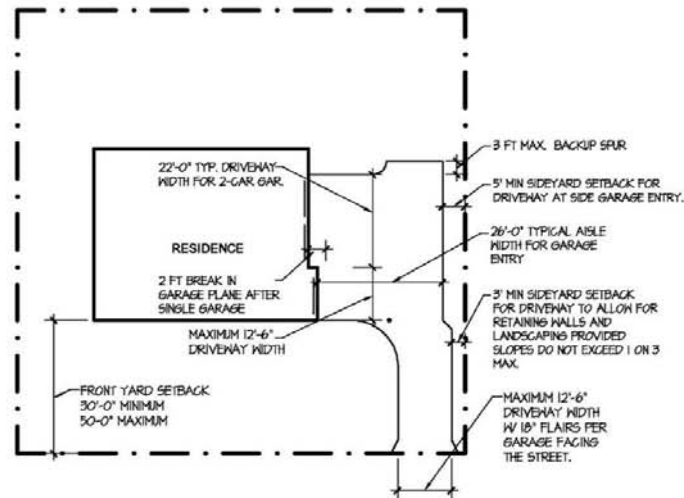 3 FT MAX. BACKUP SPUR
22'-0" TYP. DRIVEWAY
WIDTH FOR 2-CAR GAR.
5' MIN SIDEYARD SETBACK FOR
DRIVEWAY AT SIDE GARAGE ENTRY.
26'-0" TYPICAL AISLE
WIDTH FOR GARAGE
ENTRY
RESIDENCE
2 FT BREAK IN
GARAGE PLANE AFTER
SINGLE GARAGE
3' MIN SIDEYARD SETBACK
FOR DRIVEWAY TO ALLOW FOR
RETAINING WALLS AND
LANDSCAPING PROVIDED
SLOPES DO NOT EXCEED 1 ON 3
MAX.
MAXIMUM 12'-6"
DRIVEWAY WIDTH
FRONT YARD SETBACK
30'-0" MINIMUM
50-0" MAXIMUM
MAXIMUM 12'-6"
DRIVEWAY WIDTH
W/ 18" FLAIRS PER
GARAGE FACING
THE STREET.